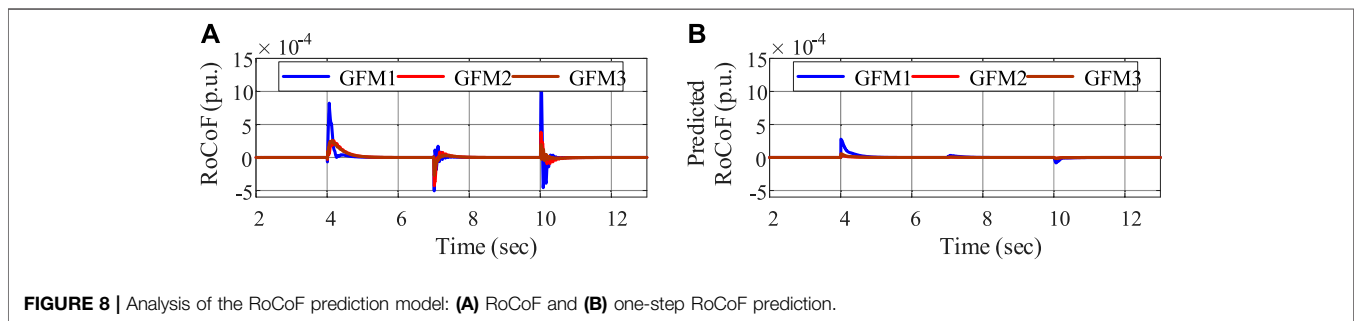 A
× 10-4
15
10
5
0
-5
RoCoF (p.u.)
GFM1 GFM2 GFM3
2 4 6 8 10 12
Time (sec)
B
× 10-4
15
10
5
0
-5
Predicted
RoCoF (p.u.)
GFM1 GFM2 GFM3
2 4 6 8 10 12
Time (sec)
FIGURE 8 | Analysis of the RoCoF prediction model: (A) RoCoF and (B) one-step RoCoF prediction.